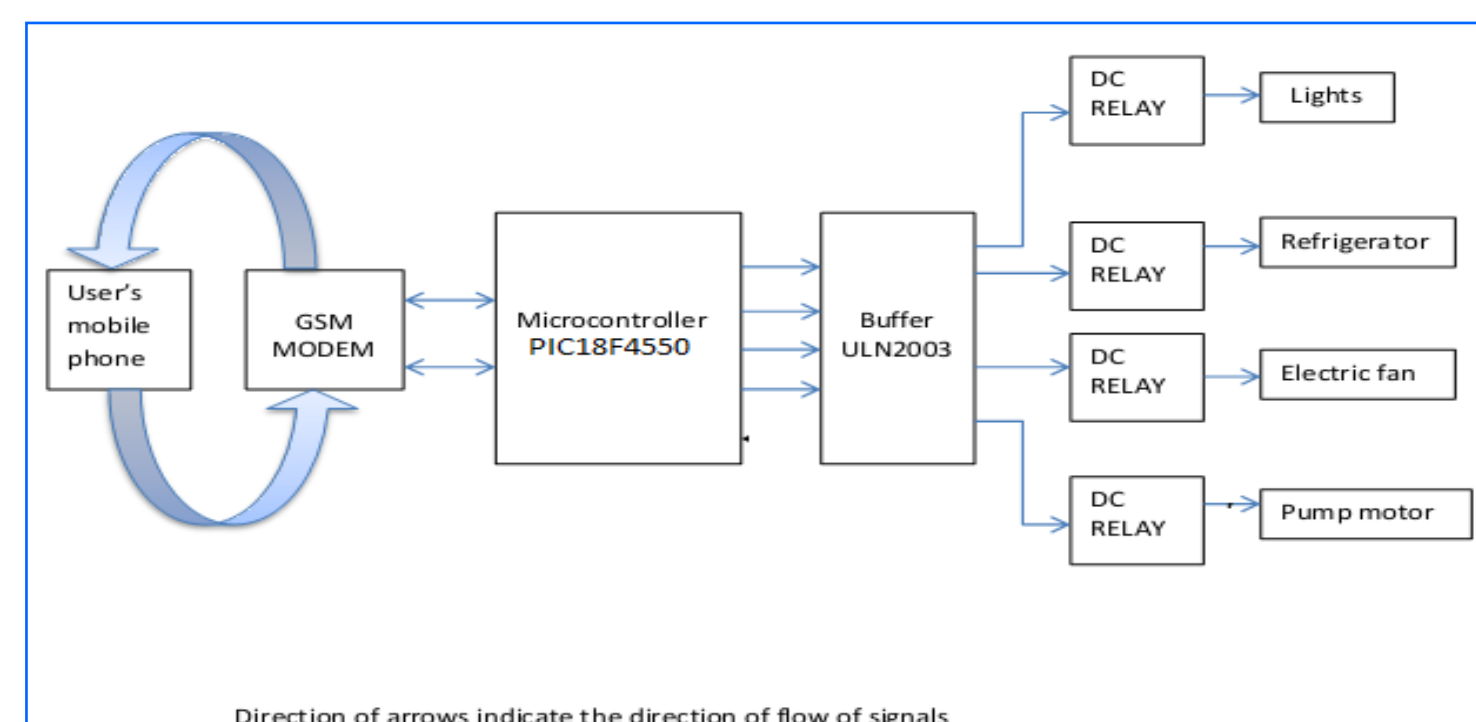 User's
mobile
phone
GSM
MODEM
Microcontroller
PIC18F4550
Buffer
ULN2003
DC
RELAY
Lights
DC
RELAY
Refrigerator
DC
RELAY
Electric fan
DC
RELAY
Pump motor
Direction of arrows indicate the direction of flow of signals